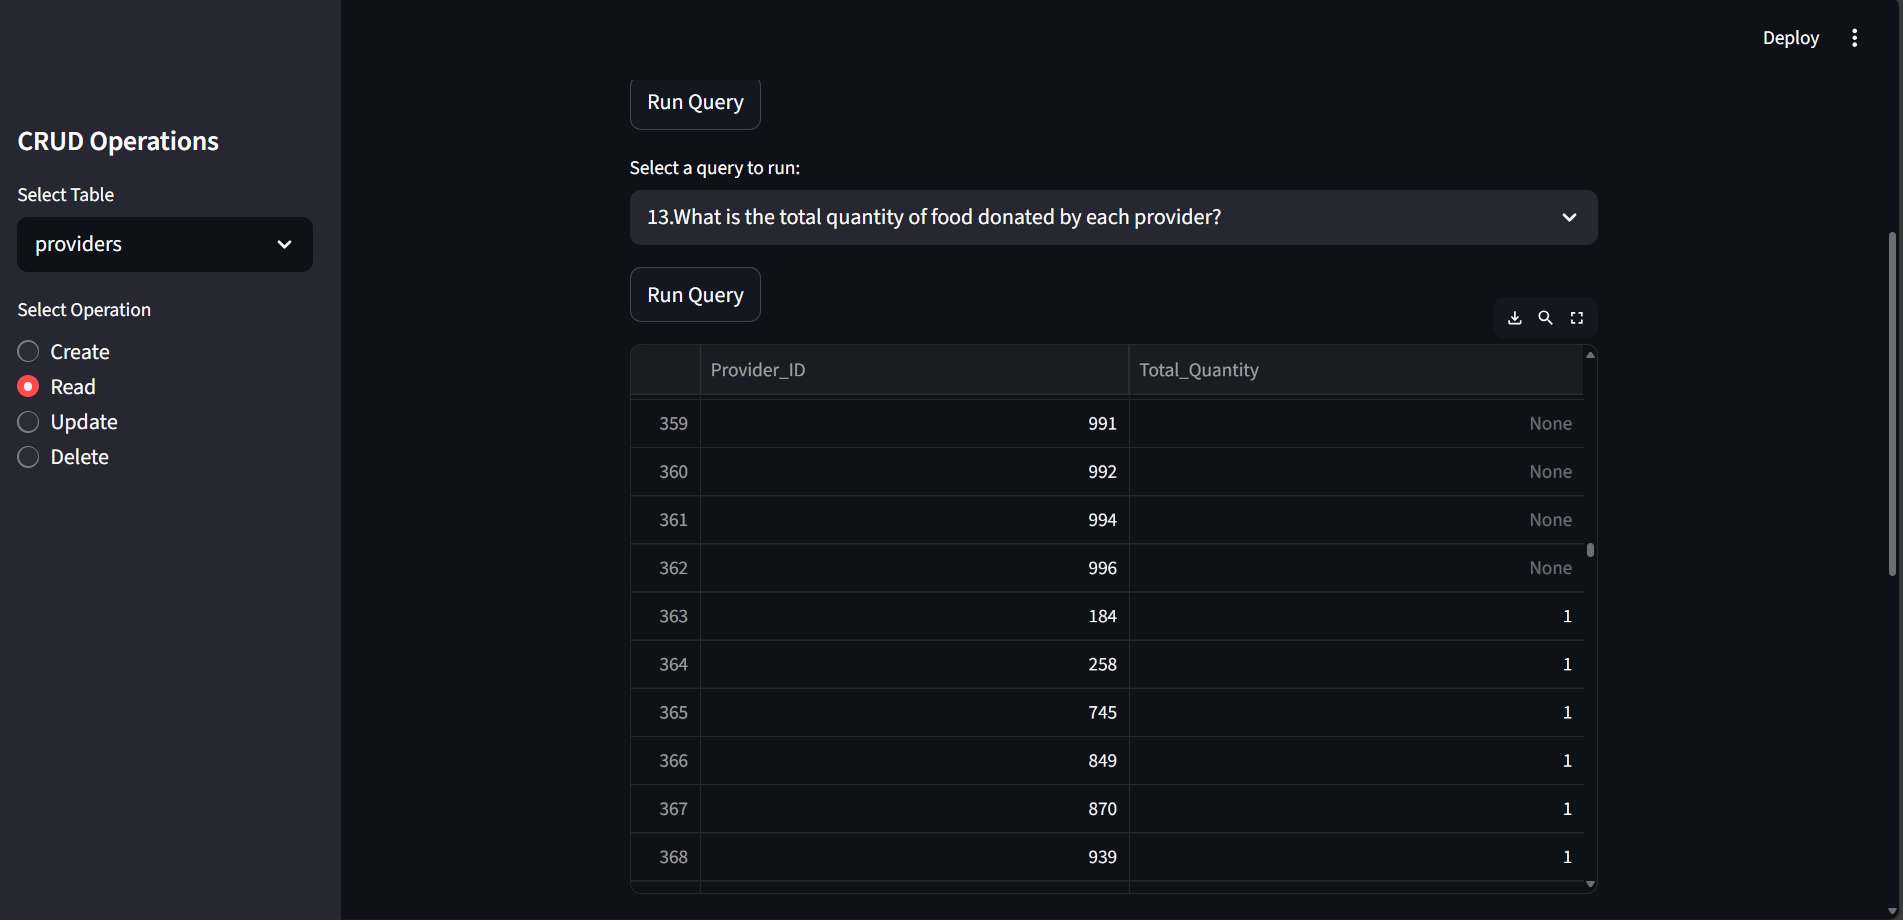 Deploy
CRUD Operations
Select Table
providers
Select Operation
Create
Read
Update
Delete
Run Query
Select a query to run:
13.What is the total quantity of food donated by each provider?
Run Query
Provider_ID Total_Quantity
359 991 None
360 992 None
361 994 None
362 996 None
363 184 1
364 258 1
365 745 1
366 849 1
367 870 1
368 939 1